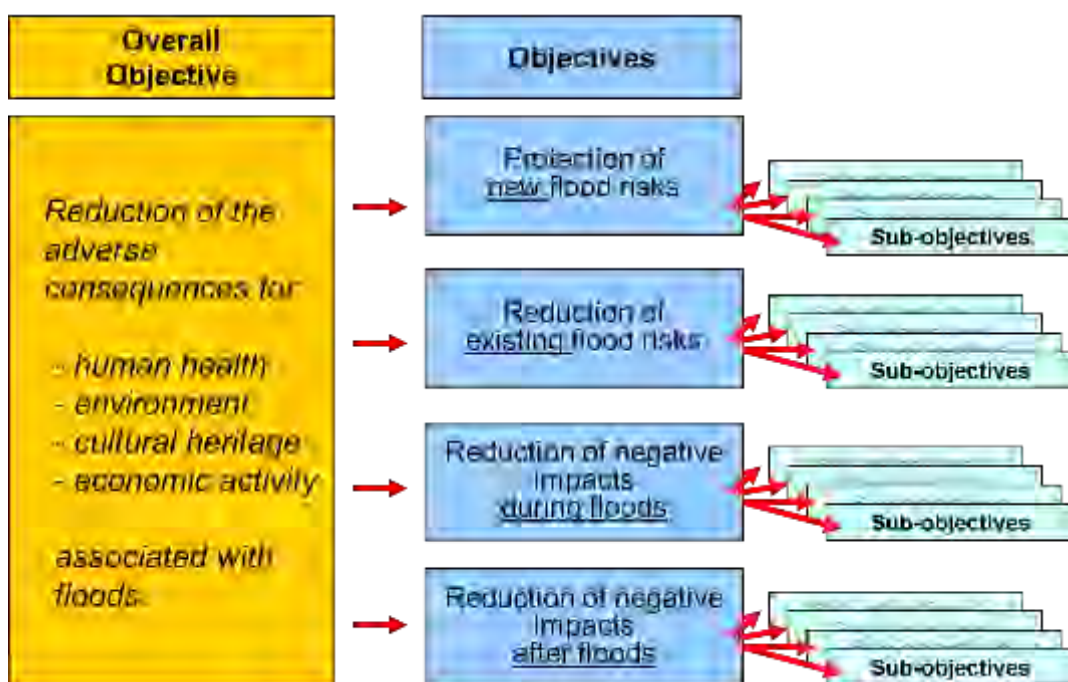 Overall
Objective
Objectives
Reduction of the
adverse
consequences for
- human health
- environment
- cultural heritage
- economic activity
associated with
floods.
Protection of
new flood risks
Sub-objectives.
Reduction of
existing flood risks
Sub-objectives
Reduction of negative
impacts
during floods
Sub-objectives
Reduction of negative
impacts
after floods
Sub-objectives